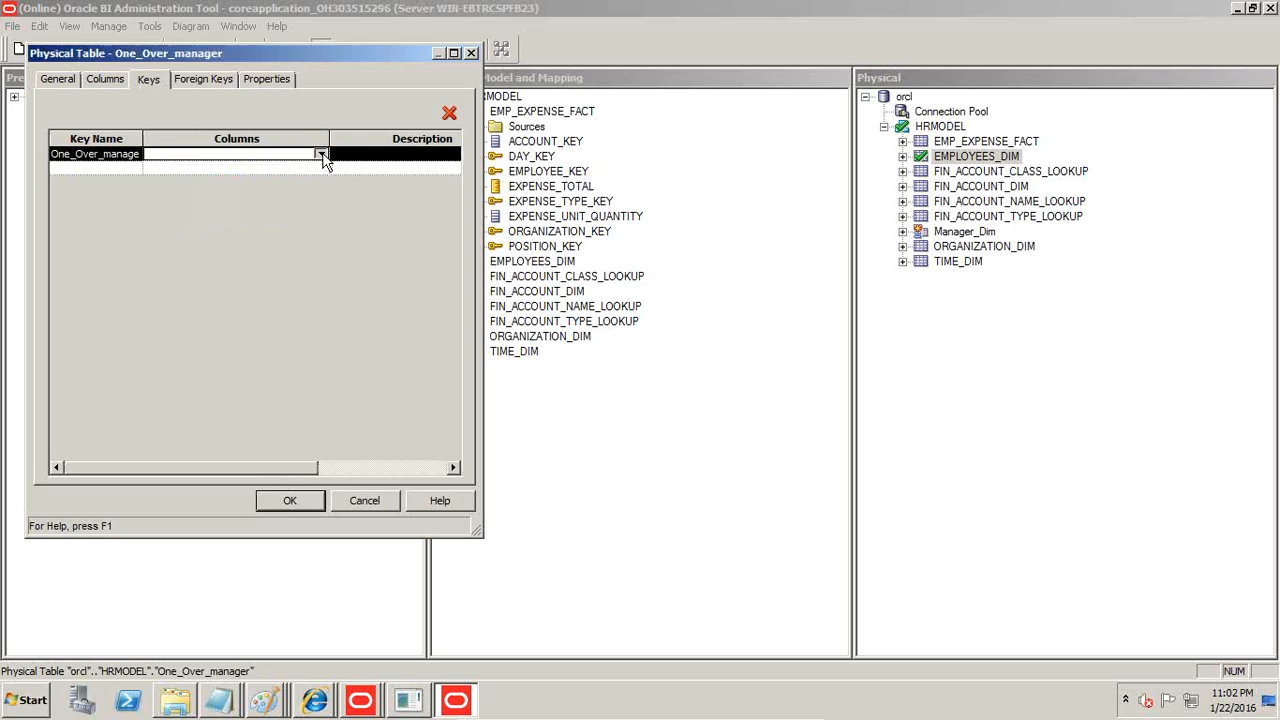 (Online) Oracle BI Administration Tool - coreapplication_OH303515296 (Server WIN-EBTRCSPFB23)
File Edit View Manage Tools Diagram Window Help
Physical Table - One_Over_manager
General Columns Keys Foreign Keys Properties
Key Name Columns Description
One_Over_manage
OK Cancel Help
For Help, press F1
Model and Mapping
HRMODEL
EMP_EXPENSE_FACT
Sources
ACCOUNT_KEY
DAY_KEY
EMPLOYEE_KEY
EXPENSE_TOTAL
EXPENSE_TYPE_KEY
EXPENSE_UNIT_QUANTITY
ORGANIZATION_KEY
POSITION_KEY
EMPLOYEES_DIM
FIN_ACCOUNT_CLASS_LOOKUP
FIN_ACCOUNT_DIM
FIN_ACCOUNT_NAME_LOOKUP
FIN_ACCOUNT_TYPE_LOOKUP
ORGANIZATION_DIM
TIME_DIM
Physical
orcl
Connection Pool
HRMODEL
EMP_EXPENSE_FACT
EMPLOYEES_DIM
FIN_ACCOUNT_CLASS_LOOKUP
FIN_ACCOUNT_DIM
FIN_ACCOUNT_NAME_LOOKUP
FIN_ACCOUNT_TYPE_LOOKUP
Manager_Dim
ORGANIZATION_DIM
TIME_DIM
Physical Table "orcl".."HRMODEL"."One_Over_manager"
NUM
Start
11:02 PM
1/22/2016